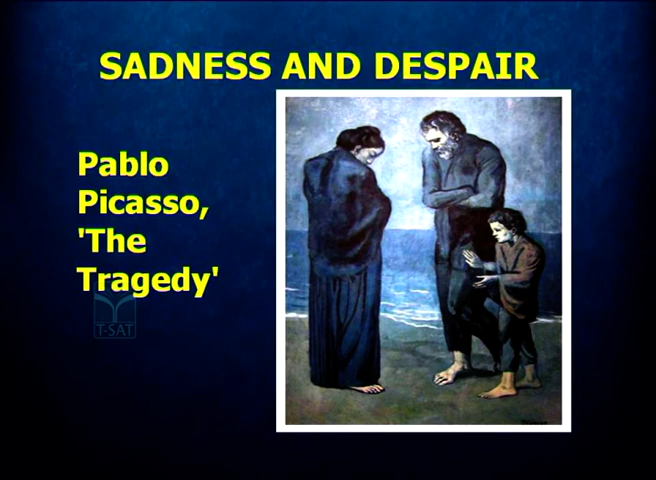 SADNESS AND DESPAIR
Pablo
Picasso,
'The
Tragedy'
T-SAT